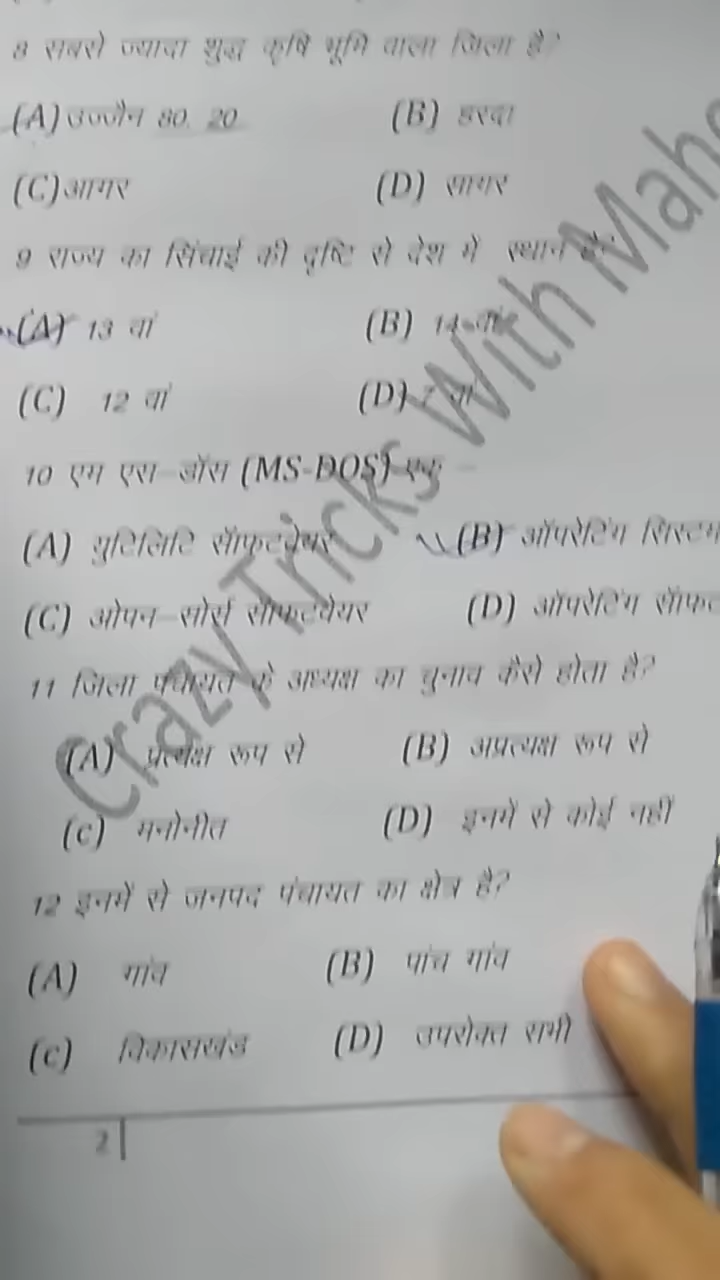 8 सबसे ज्यादा शुद्ध कृषि भूमि वाला जिला है?
(A) उज्जैन 80. 20 (B) हरदा
(C) आगर (D) सागर
9 राज्य का सिंचाई की दृष्टि से देश में स्थान है?
(A) 13 वां (B) 14 वां
(C) 12 वां (D) 7 वां
10 एम एस–डॉस (MS-DOS) एक –
(A) युटिलिटि सॉफ्टवेयर (B) ऑपरेटिंग सिस्टम
(C) ओपन–सोर्स सॉफ्टवेयर (D) ऑपरेटिंग
11 जिला पंचायत के अध्यक्ष का चुनाव कैसे होता है?
(A) प्रत्यक्ष रूप से (B) अप्रत्यक्ष रूप से
(c) मनोनीत (D) इनमें से कोई नहीं
12 इनमें से जनपद पंचायत का क्षेत्र है?
(A) गांव (B) पांच गांव
(c) विकासखंड (D) उपरोक्त सभी
2
Crazy Tricks With